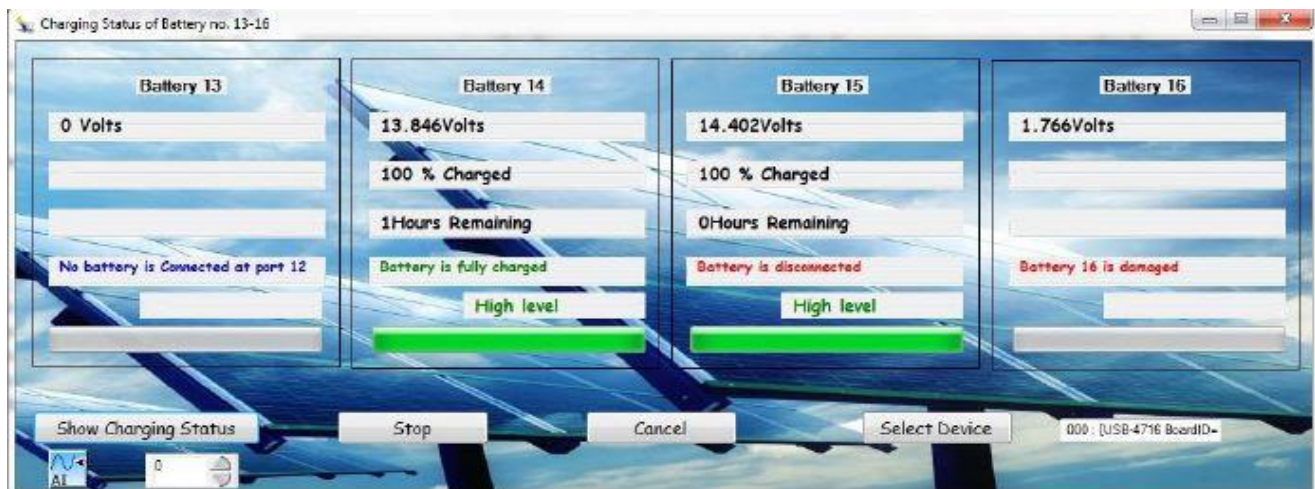 Charging Status of Battery no. 13-16
Battery 13
0 Volts
No battery is Connected at port 12
Battery 14
13.846Volts
100 % Charged
1Hours Remaining
Battery is fully charged
High level
Battery 15
14.402Volts
100 % Charged
0Hours Remaining
Battery is disconnected
High level
Battery 16
1.766Volts
Battery 16 is damaged
Show Charging Status
Stop
Cancel
Select Device
000 : [USB-4716 BoardID=
AI
0